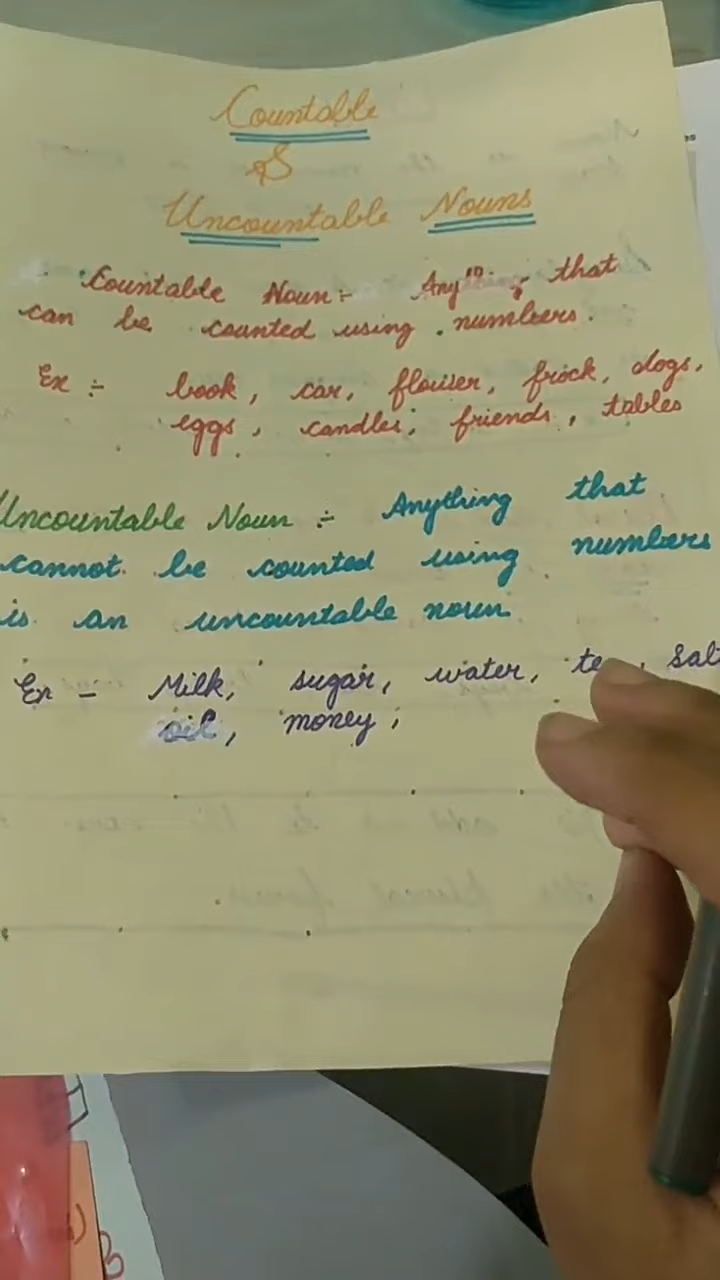 Countable
&
Uncountable Nouns
Countable Noun :- Anything that
can be counted using numbers.
Ex :- book, car, flower, frock, dogs,
eggs, candles, friends, tables
Uncountable Noun :- Anything that
cannot be counted using numbers
is an uncountable noun
Ex - Milk, sugar, water, salt
oil, money,